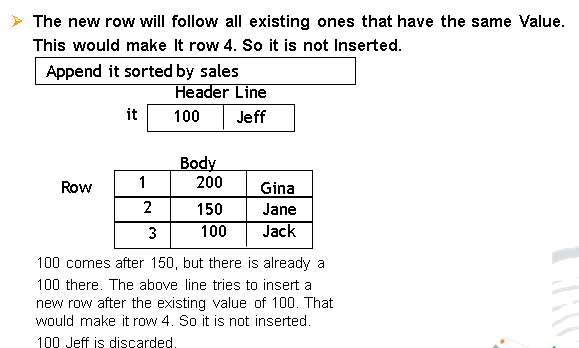 The new row will follow all existing ones that have the same Value.
This would make It row 4. So it is not Inserted.
Append it sorted by sales
Header Line
it 100 Jeff
Body
Row 1 200 Gina
2 150 Jane
3 100 Jack
100 comes after 150, but there is already a
100 there. The above line tries to insert a
new row after the existing value of 100. That
would make it row 4. So it is not inserted.
100 Jeff is discarded.